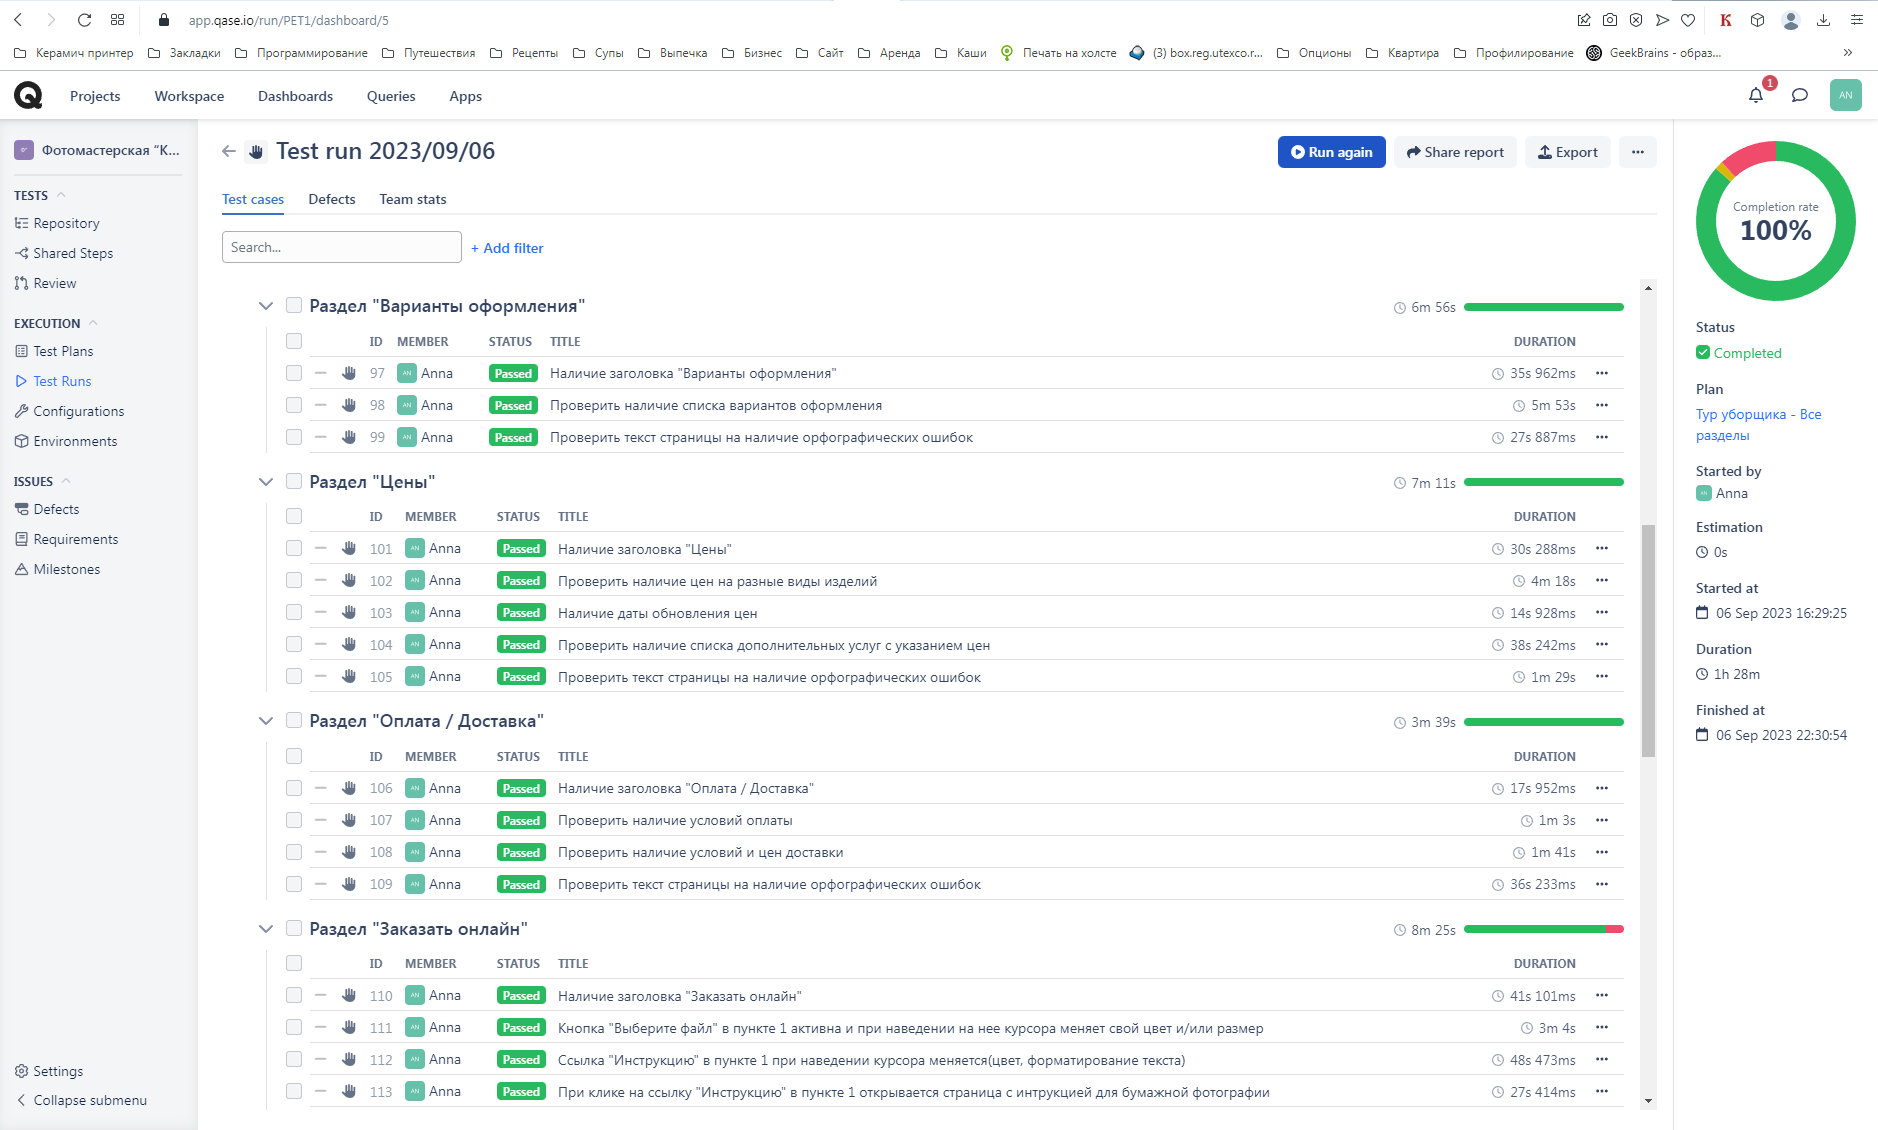 app.qase.io/run/PET1/dashboard/5
Керамич принтер Закладки Программирование Путешествия Рецепты Супы Выпечка Бизнес Сайт Аренда Каши Печать на холсте (3) box.reg.utexco.r... Опционы Квартира Профилирование GeekBrains - образ... »
Projects Workspace Dashboards Queries Apps 1 AN
Фотомастерская "К...
TESTS
Repository
Shared Steps
Review
EXECUTION
Test Plans
Test Runs
Configurations
Environments
ISSUES
Defects
Requirements
Milestones
Settings
Collapse submenu
Test run 2023/09/06
Run again Share report Export
Test cases Defects Team stats
Search... + Add filter
Раздел "Варианты оформления" 6m 56s
ID MEMBER STATUS TITLE DURATION
97 AN Anna Passed Наличие заголовка "Варианты оформления" 35s 962ms
98 AN Anna Passed Проверить наличие списка вариантов оформления 5m 53s
99 AN Anna Passed Проверить текст страницы на наличие орфографических ошибок 27s 887ms
Раздел "Цены" 7m 11s
ID MEMBER STATUS TITLE DURATION
101 AN Anna Passed Наличие заголовка "Цены" 30s 288ms
102 AN Anna Passed Проверить наличие цен на разные виды изделий 4m 18s
103 AN Anna Passed Наличие даты обновления цен 14s 928ms
104 AN Anna Passed Проверить наличие списка дополнительных услуг с указанием цен 38s 242ms
105 AN Anna Passed Проверить текст страницы на наличие орфографических ошибок 1m 29s
Раздел "Оплата / Доставка" 3m 39s
ID MEMBER STATUS TITLE DURATION
106 AN Anna Passed Наличие заголовка "Оплата / Доставка" 17s 952ms
107 AN Anna Passed Проверить наличие условий оплаты 1m 3s
108 AN Anna Passed Проверить наличие условий и цен доставки 1m 41s
109 AN Anna Passed Проверить текст страницы на наличие орфографических ошибок 36s 233ms
Раздел "Заказать онлайн" 8m 25s
ID MEMBER STATUS TITLE DURATION
110 AN Anna Passed Наличие заголовка "Заказать онлайн" 41s 101ms
111 AN Anna Passed Кнопка "Выберите файл" в пункте 1 активна и при наведении на нее курсора меняет свой цвет и/или размер 3m 4s
112 AN Anna Passed Ссылка "Инструкцию" в пункте 1 при наведении курсора меняется(цвет, форматирование текста) 48s 473ms
113 AN Anna Passed При клике на ссылку "Инструкцию" в пункте 1 открывается страница с интрукцией для бумажной фотографии 27s 414ms
Completion rate
100%
Status
Completed
Plan
Тур уборщика - Все
разделы
Started by
AN Anna
Estimation
0s
Started at
06 Sep 2023 16:29:25
Duration
1h 28m
Finished at
06 Sep 2023 22:30:54